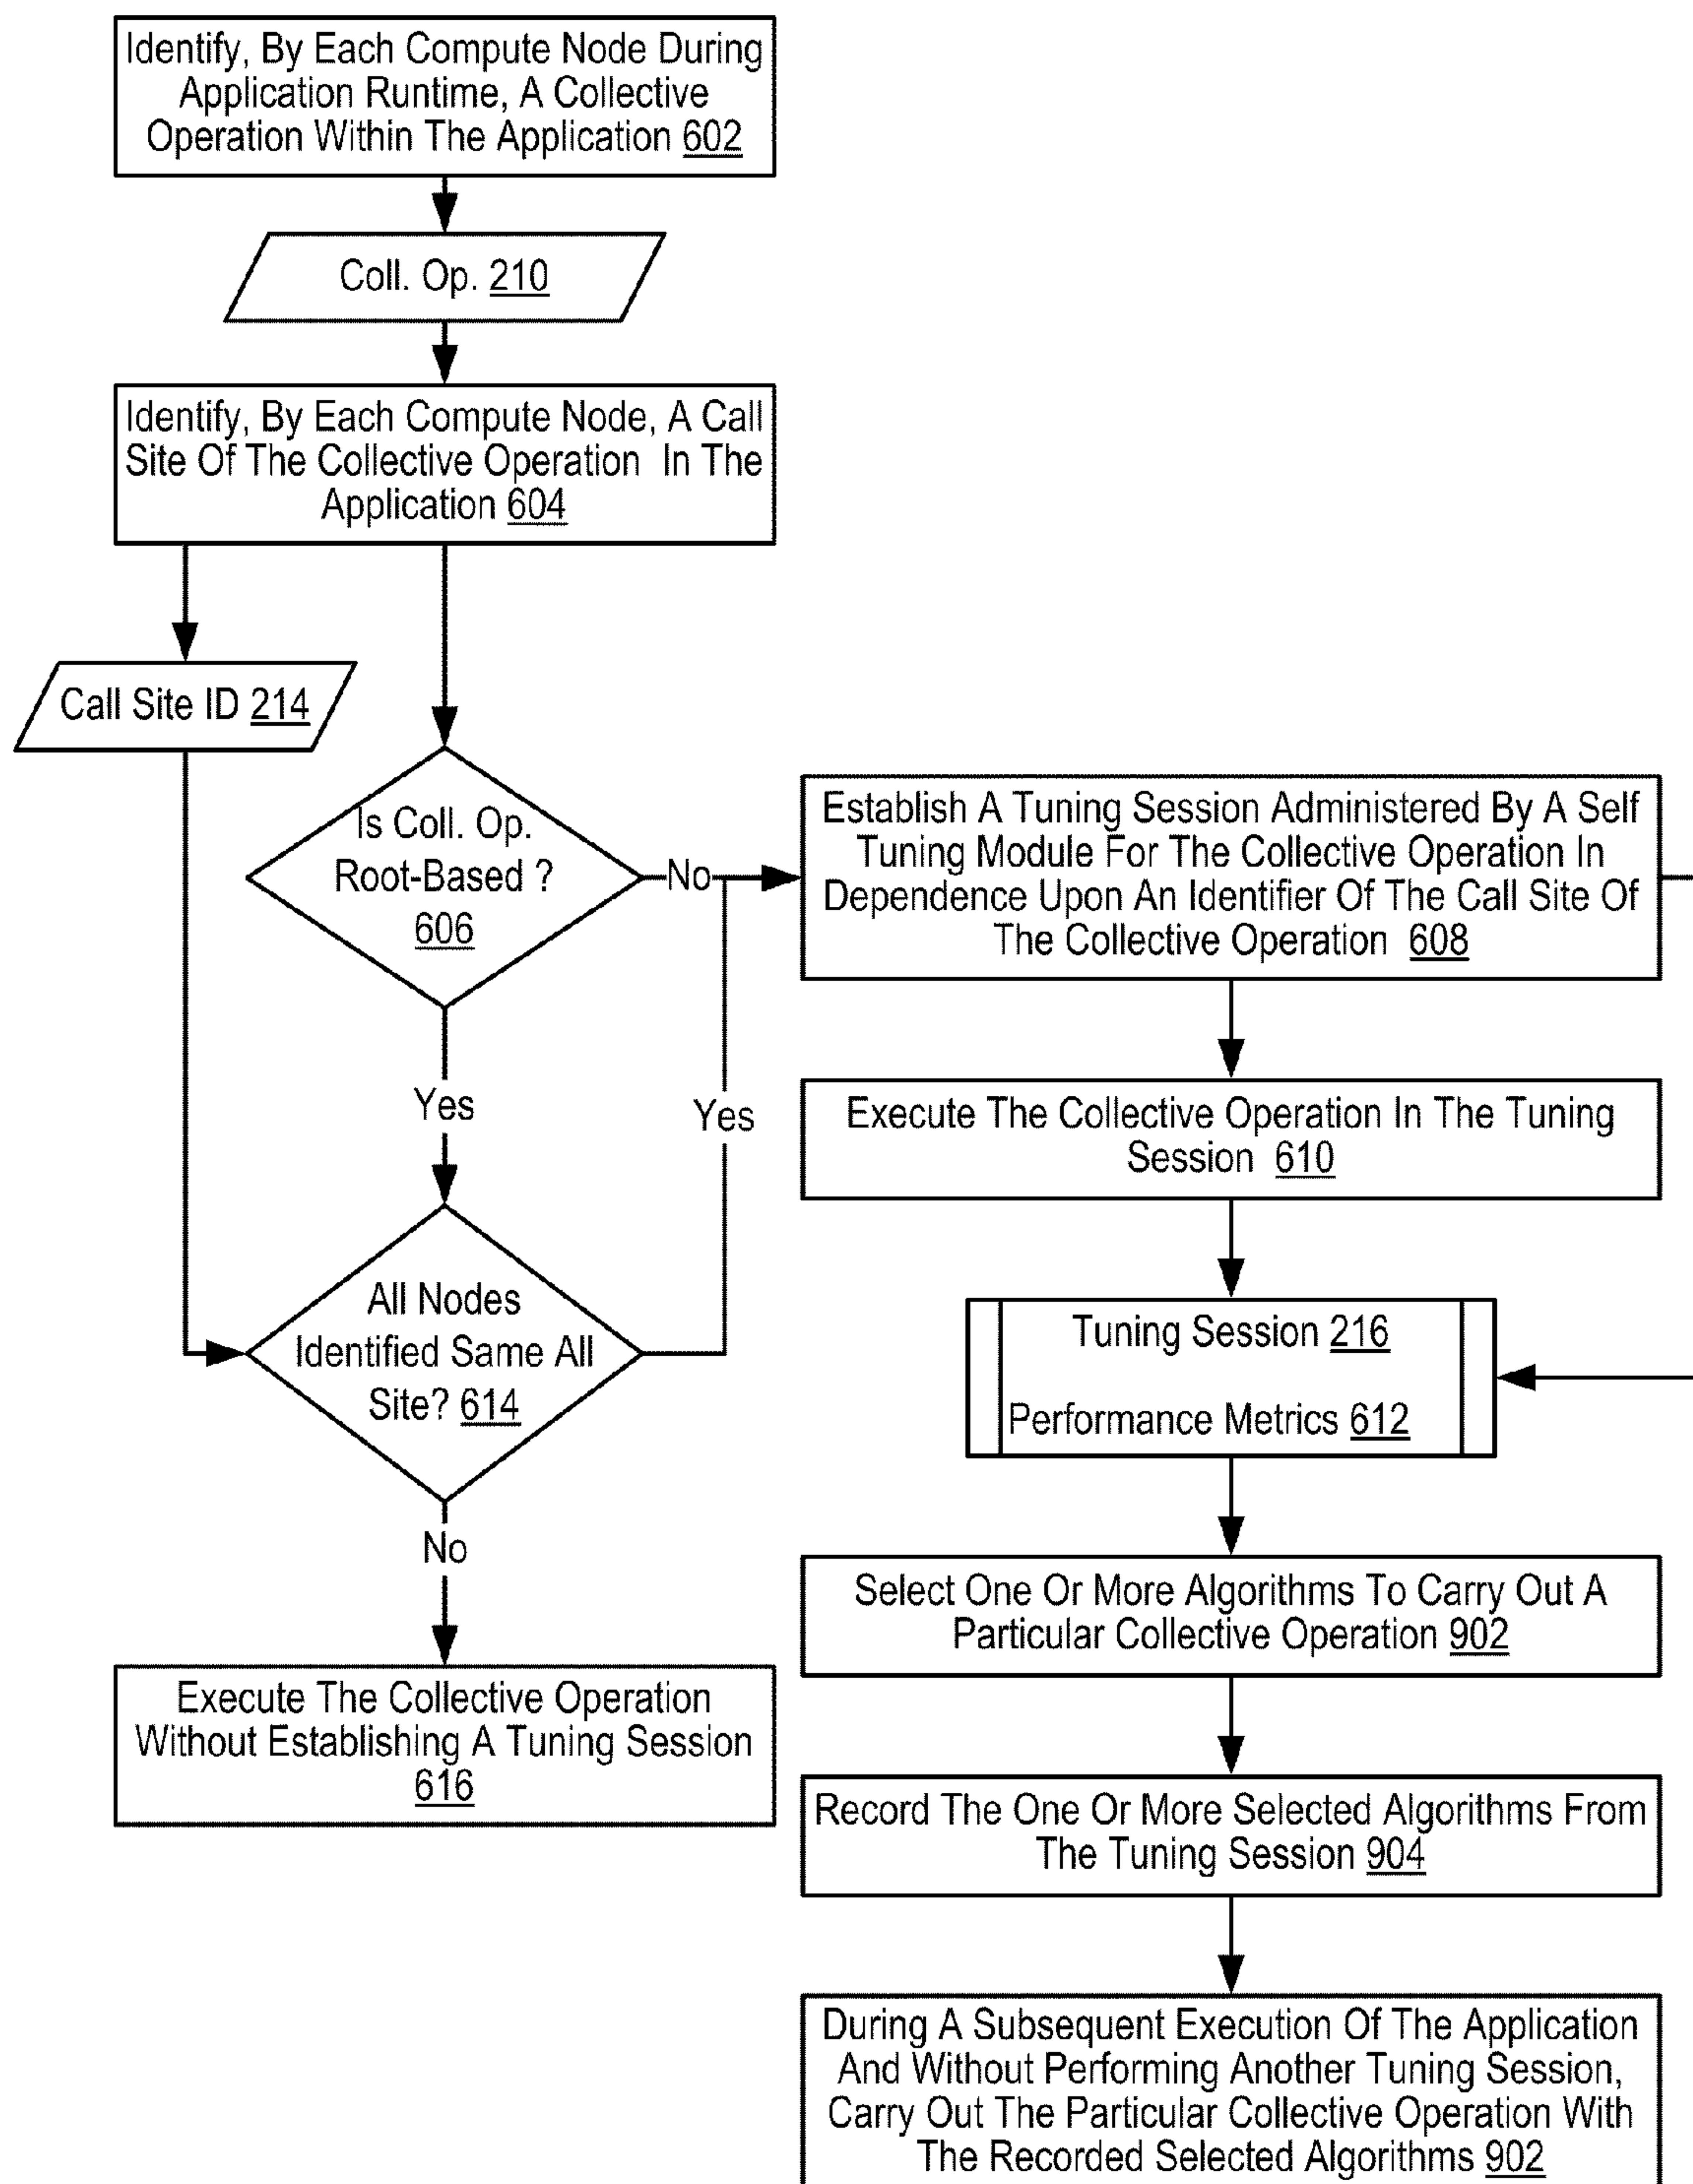 Identify, By Each Compute Node During
Application Runtime, A Collective
Operation Within The Application 602
Coll. Op. 210
Identify, By Each Compute Node, A Call
Site Of The Collective Operation In The
Application 604
Call Site ID 214
Is Coll. Op.
Root-Based ?
606
No
Yes
Yes
All Nodes
Identified Same All
Site? 614
No
Execute The Collective Operation
Without Establishing A Tuning Session
616
Establish A Tuning Session Administered By A Self
Tuning Module For The Collective Operation In
Dependence Upon An Identifier Of The Call Site Of
The Collective Operation 608
Execute The Collective Operation In The Tuning
Session 610
Tuning Session 216
Performance Metrics 612
Select One Or More Algorithms To Carry Out A
Particular Collective Operation 902
Record The One Or More Selected Algorithms From
The Tuning Session 904
During A Subsequent Execution Of The Application
And Without Performing Another Tuning Session,
Carry Out The Particular Collective Operation With
The Recorded Selected Algorithms 902